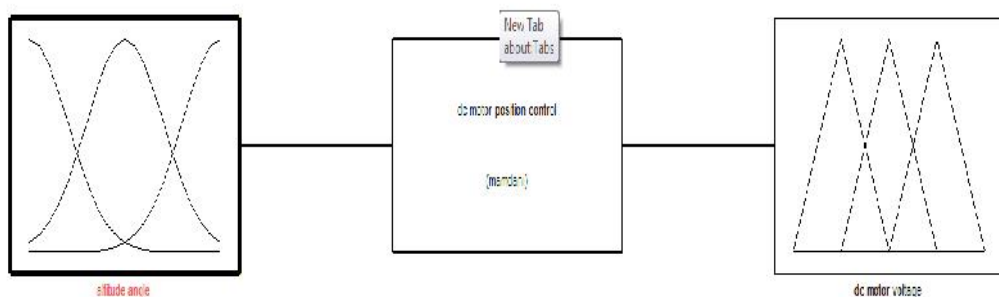 New Tab
about:Tabs
dc motor position control
(mamdani)
altitude angle
dc motor voltage